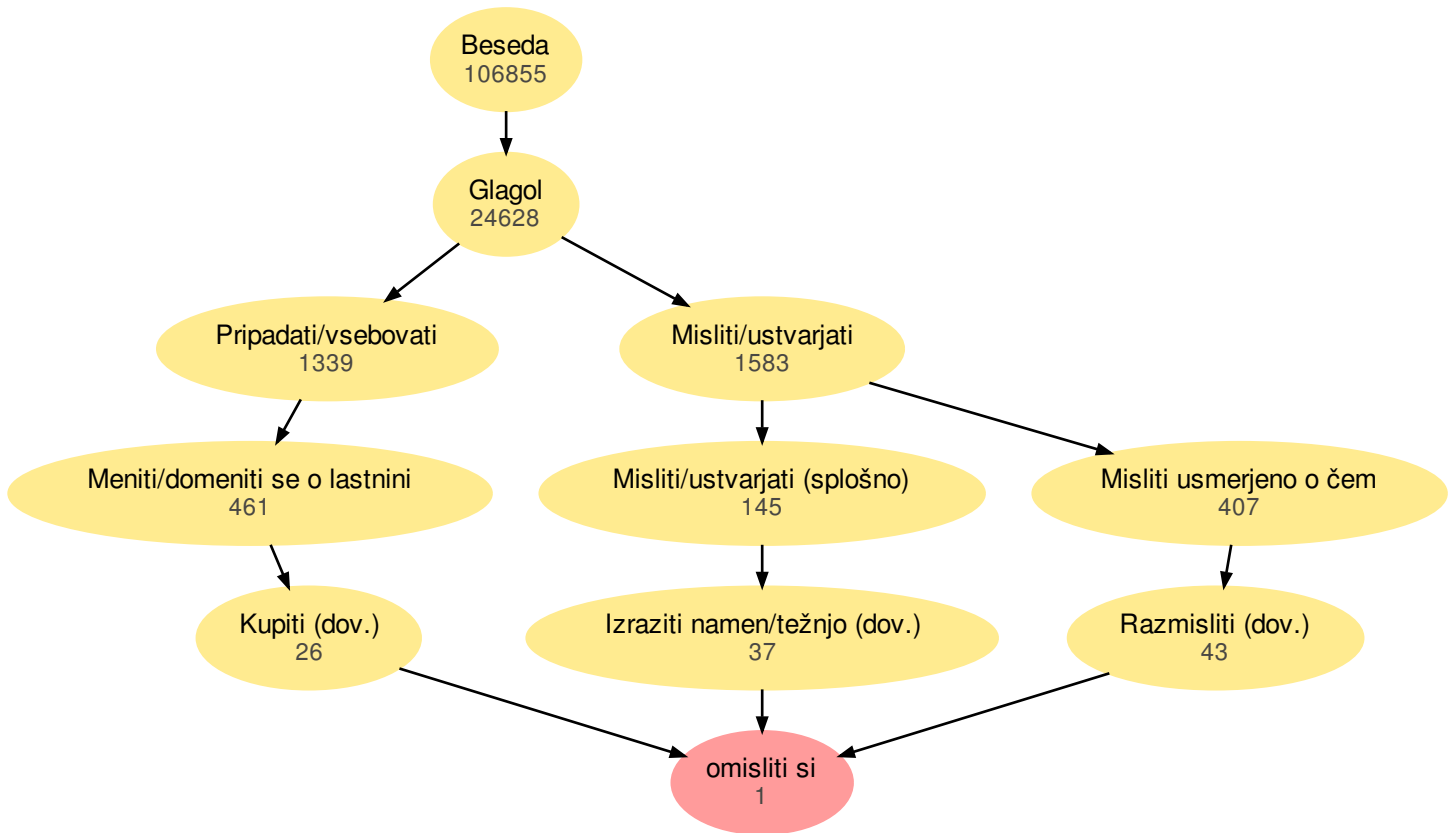 Beseda
106855
Glagol
24628
Pripadati/vsebovati
1339
Misliti/ustvarjati
1583
Meniti/domeniti se o lastnini
461
Misliti/ustvarjati (splošno)
145
Misliti usmerjeno o čem
407
Kupiti (dov.)
26
Izraziti namen/težnjo (dov.)
37
Razmisliti (dov.)
43
omisliti si
1